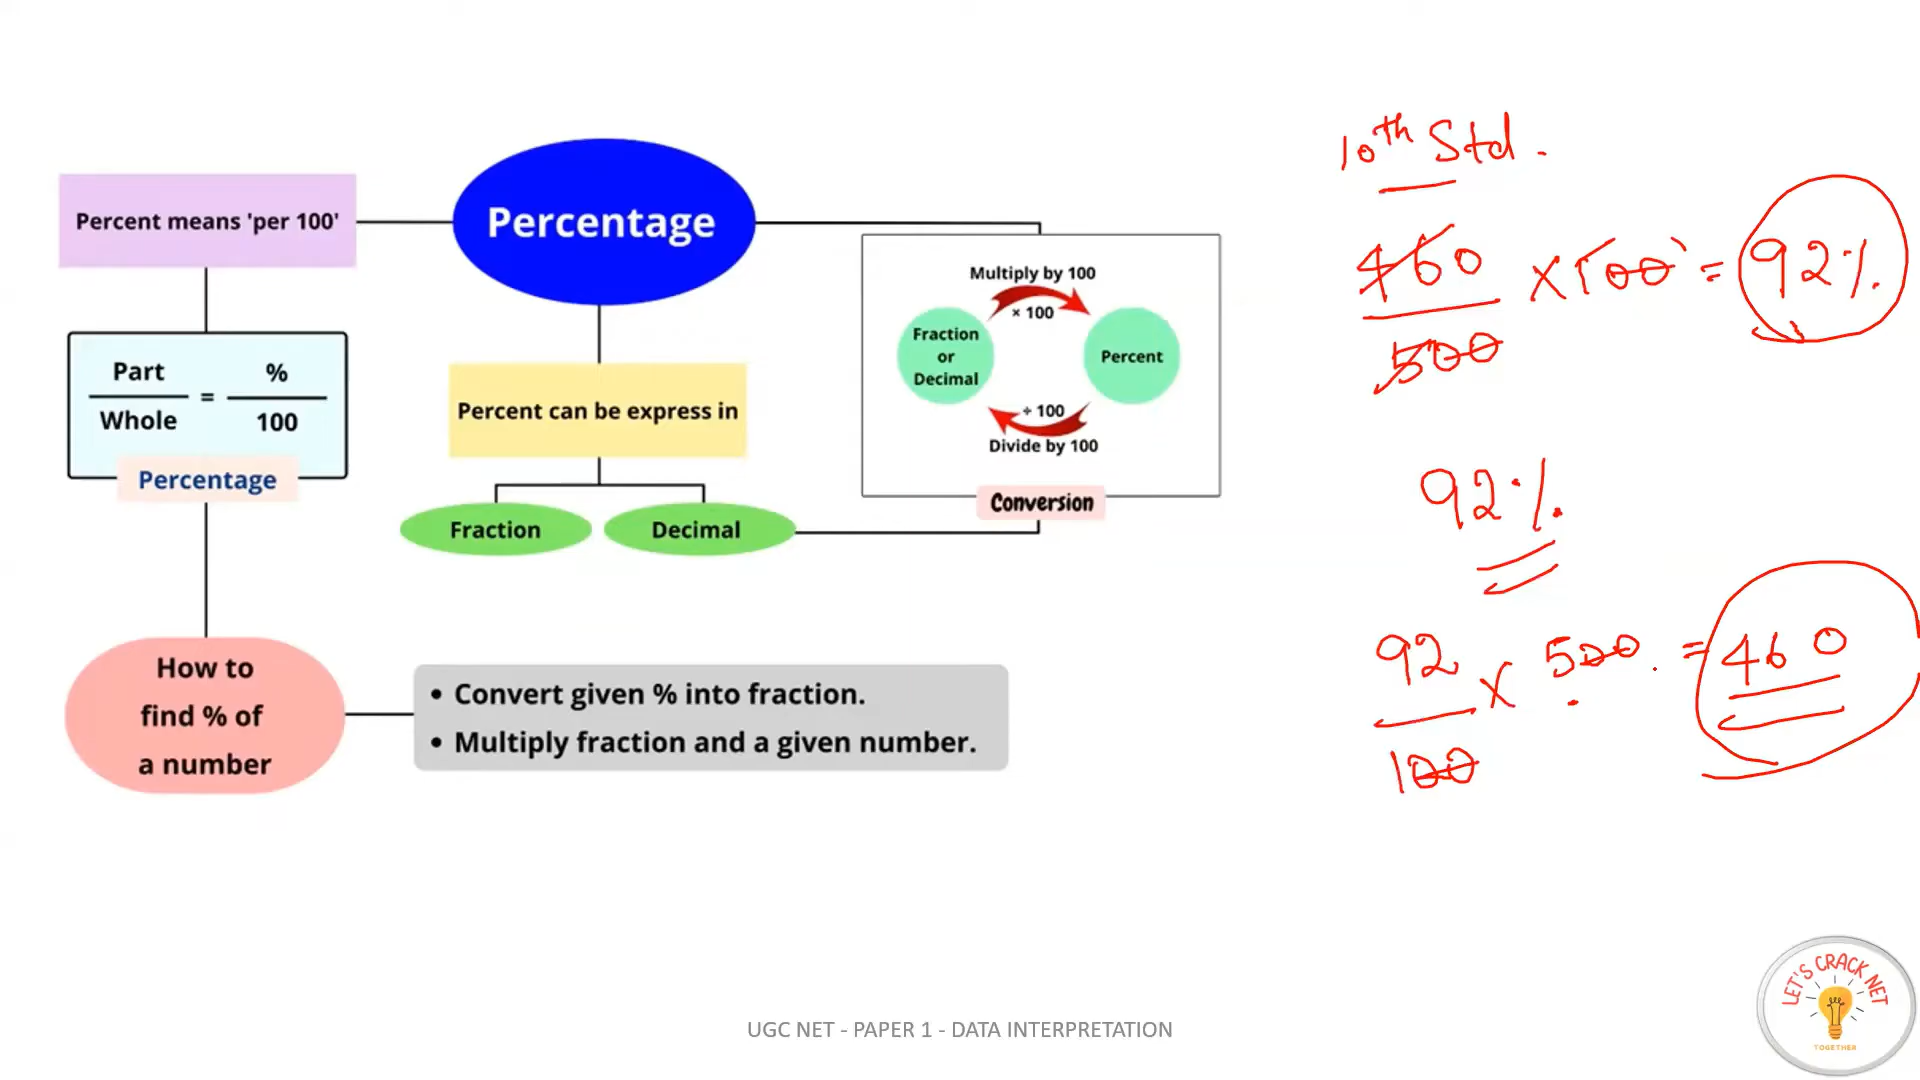 Percentage
Percent means 'per 100'
Part
Whole
=
%
100
Percentage
How to
find % of
a number
• Convert given % into fraction.
• Multiply fraction and a given number.
Percent can be express in
Fraction
Decimal
Multiply by 100
× 100
Fraction
or
Decimal
Percent
÷ 100
Divide by 100
Conversion
10th Std.
460
500
× 100 = 92%
92%
92
100
× 500 = 460
UGC NET - PAPER 1 - DATA INTERPRETATION
LET'S CRACK NET
TOGETHER